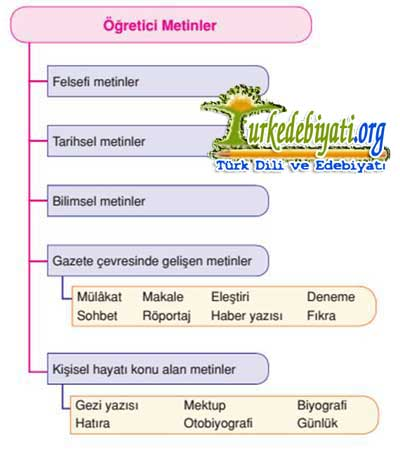 Öğretici Metinler
Felsefi metinler
Turkedebiyati.org
Türk Dili ve Edebiyatı
Tarihsel metinler
Bilimsel metinler
Gazete çevresinde gelişen metinler
Mülâkat Makale Eleştiri Deneme
Sohbet Röportaj Haber yazısı Fıkra
Kişisel hayatı konu alan metinler
Gezi yazısı Mektup Biyografi
Hatıra Otobiyografi Günlük